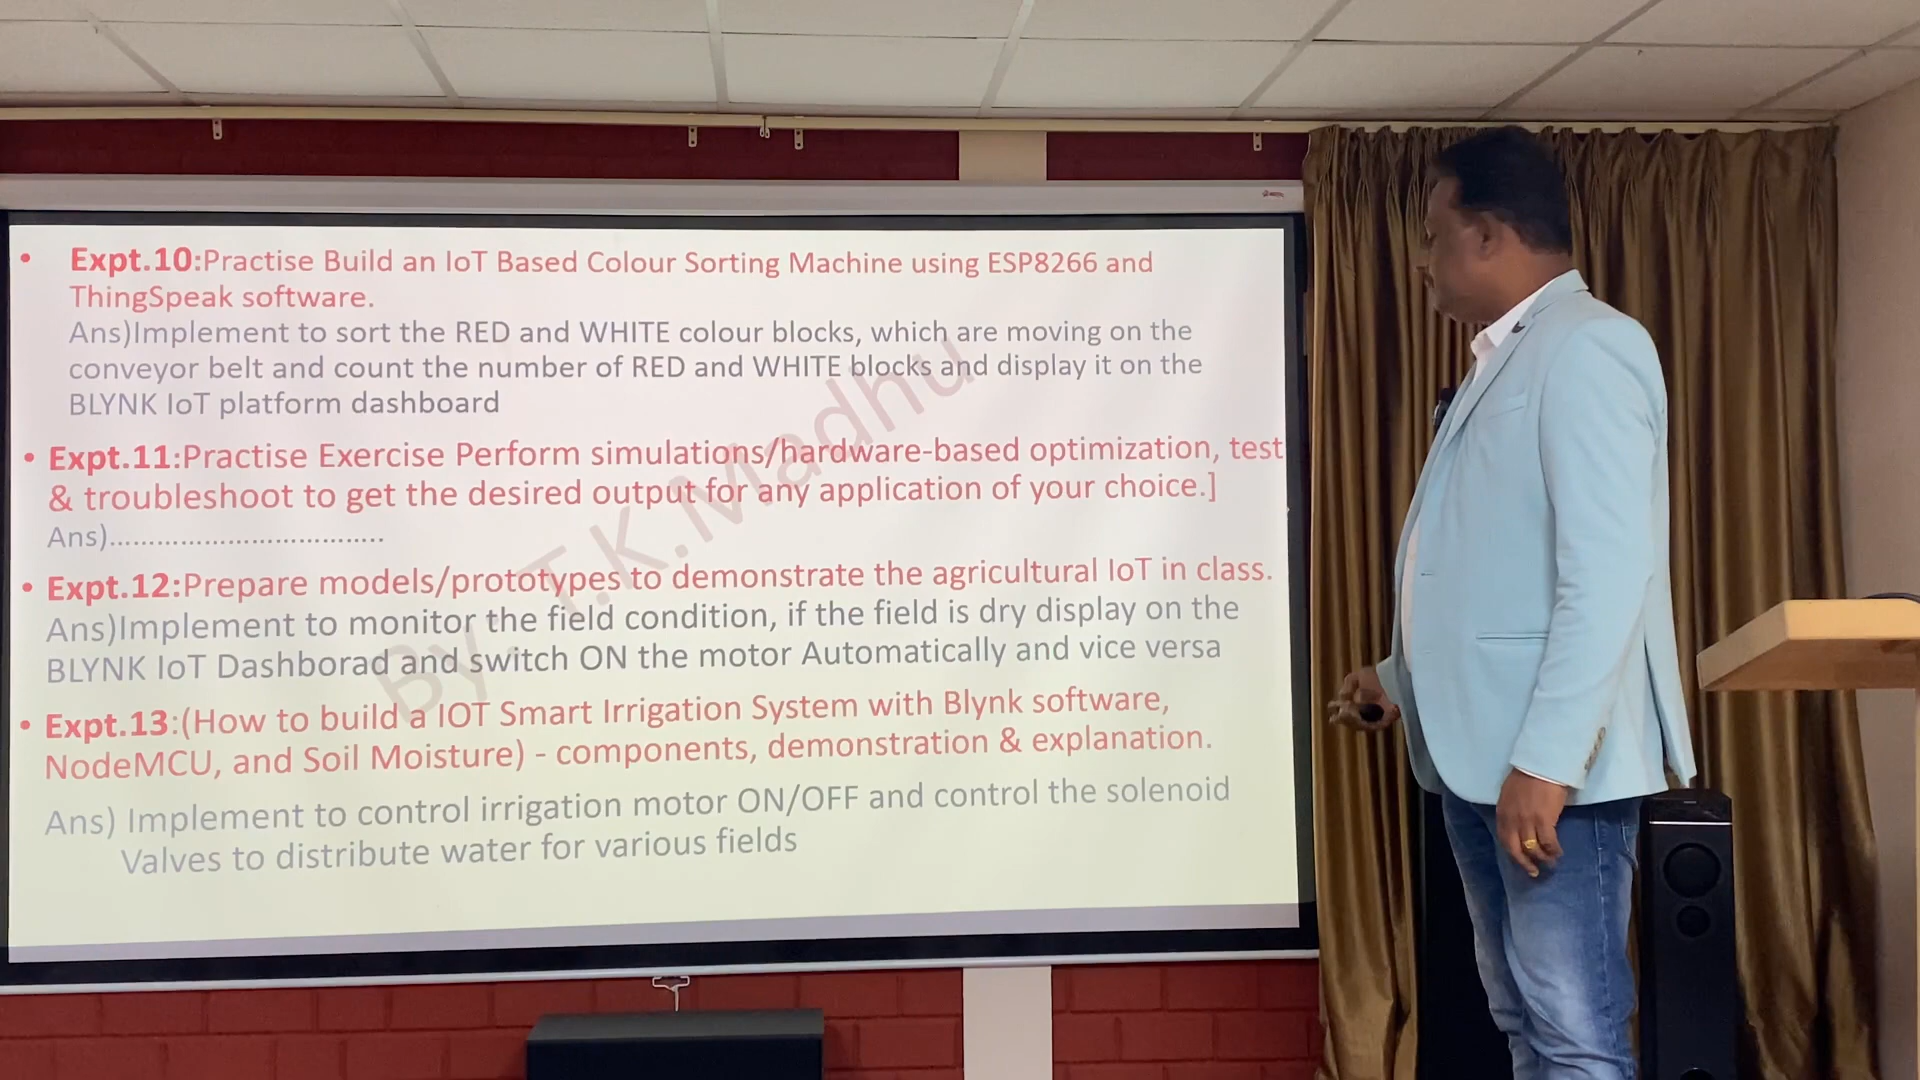 • Expt.10:Practise Build an IoT Based Colour Sorting Machine using ESP8266 and
ThingSpeak software.
Ans)Implement to sort the RED and WHITE colour blocks, which are moving on the
conveyor belt and count the number of RED and WHITE blocks and display it on the
BLYNK IoT platform dashboard
• Expt.11:Practise Exercise Perform simulations/hardware-based optimization, test
& troubleshoot to get the desired output for any application of your choice.]
Ans)...................................
• Expt.12:Prepare models/prototypes to demonstrate the agricultural IoT in class.
Ans)Implement to monitor the field condition, if the field is dry display on the
BLYNK IoT Dashborad and switch ON the motor Automatically and vice versa
• Expt.13:(How to build a IOT Smart Irrigation System with Blynk software,
NodeMCU, and Soil Moisture) - components, demonstration & explanation.
Ans) Implement to control irrigation motor ON/OFF and control the solenoid
Valves to distribute water for various fields
By: T.K.Madhu